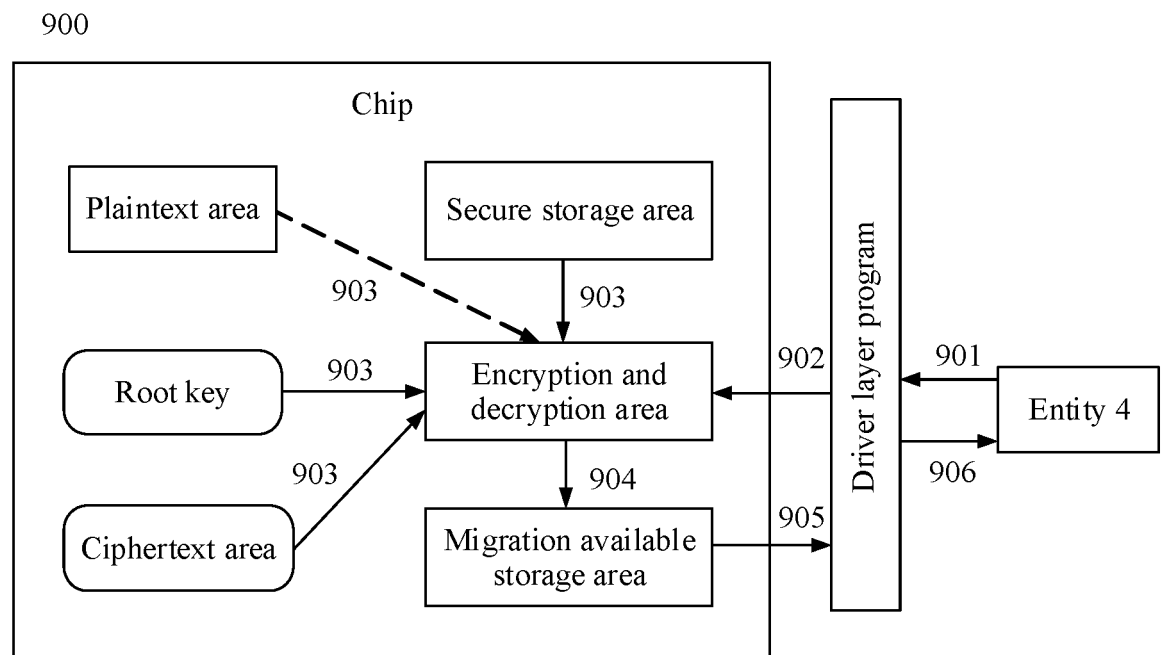 900
Chip
Plaintext area
Secure storage area
903
903
902
901
Root key
903
Encryption and
decryption area
Driver layer program
Entity 4
903
904
906
905
Ciphertext area
Migration available
storage area